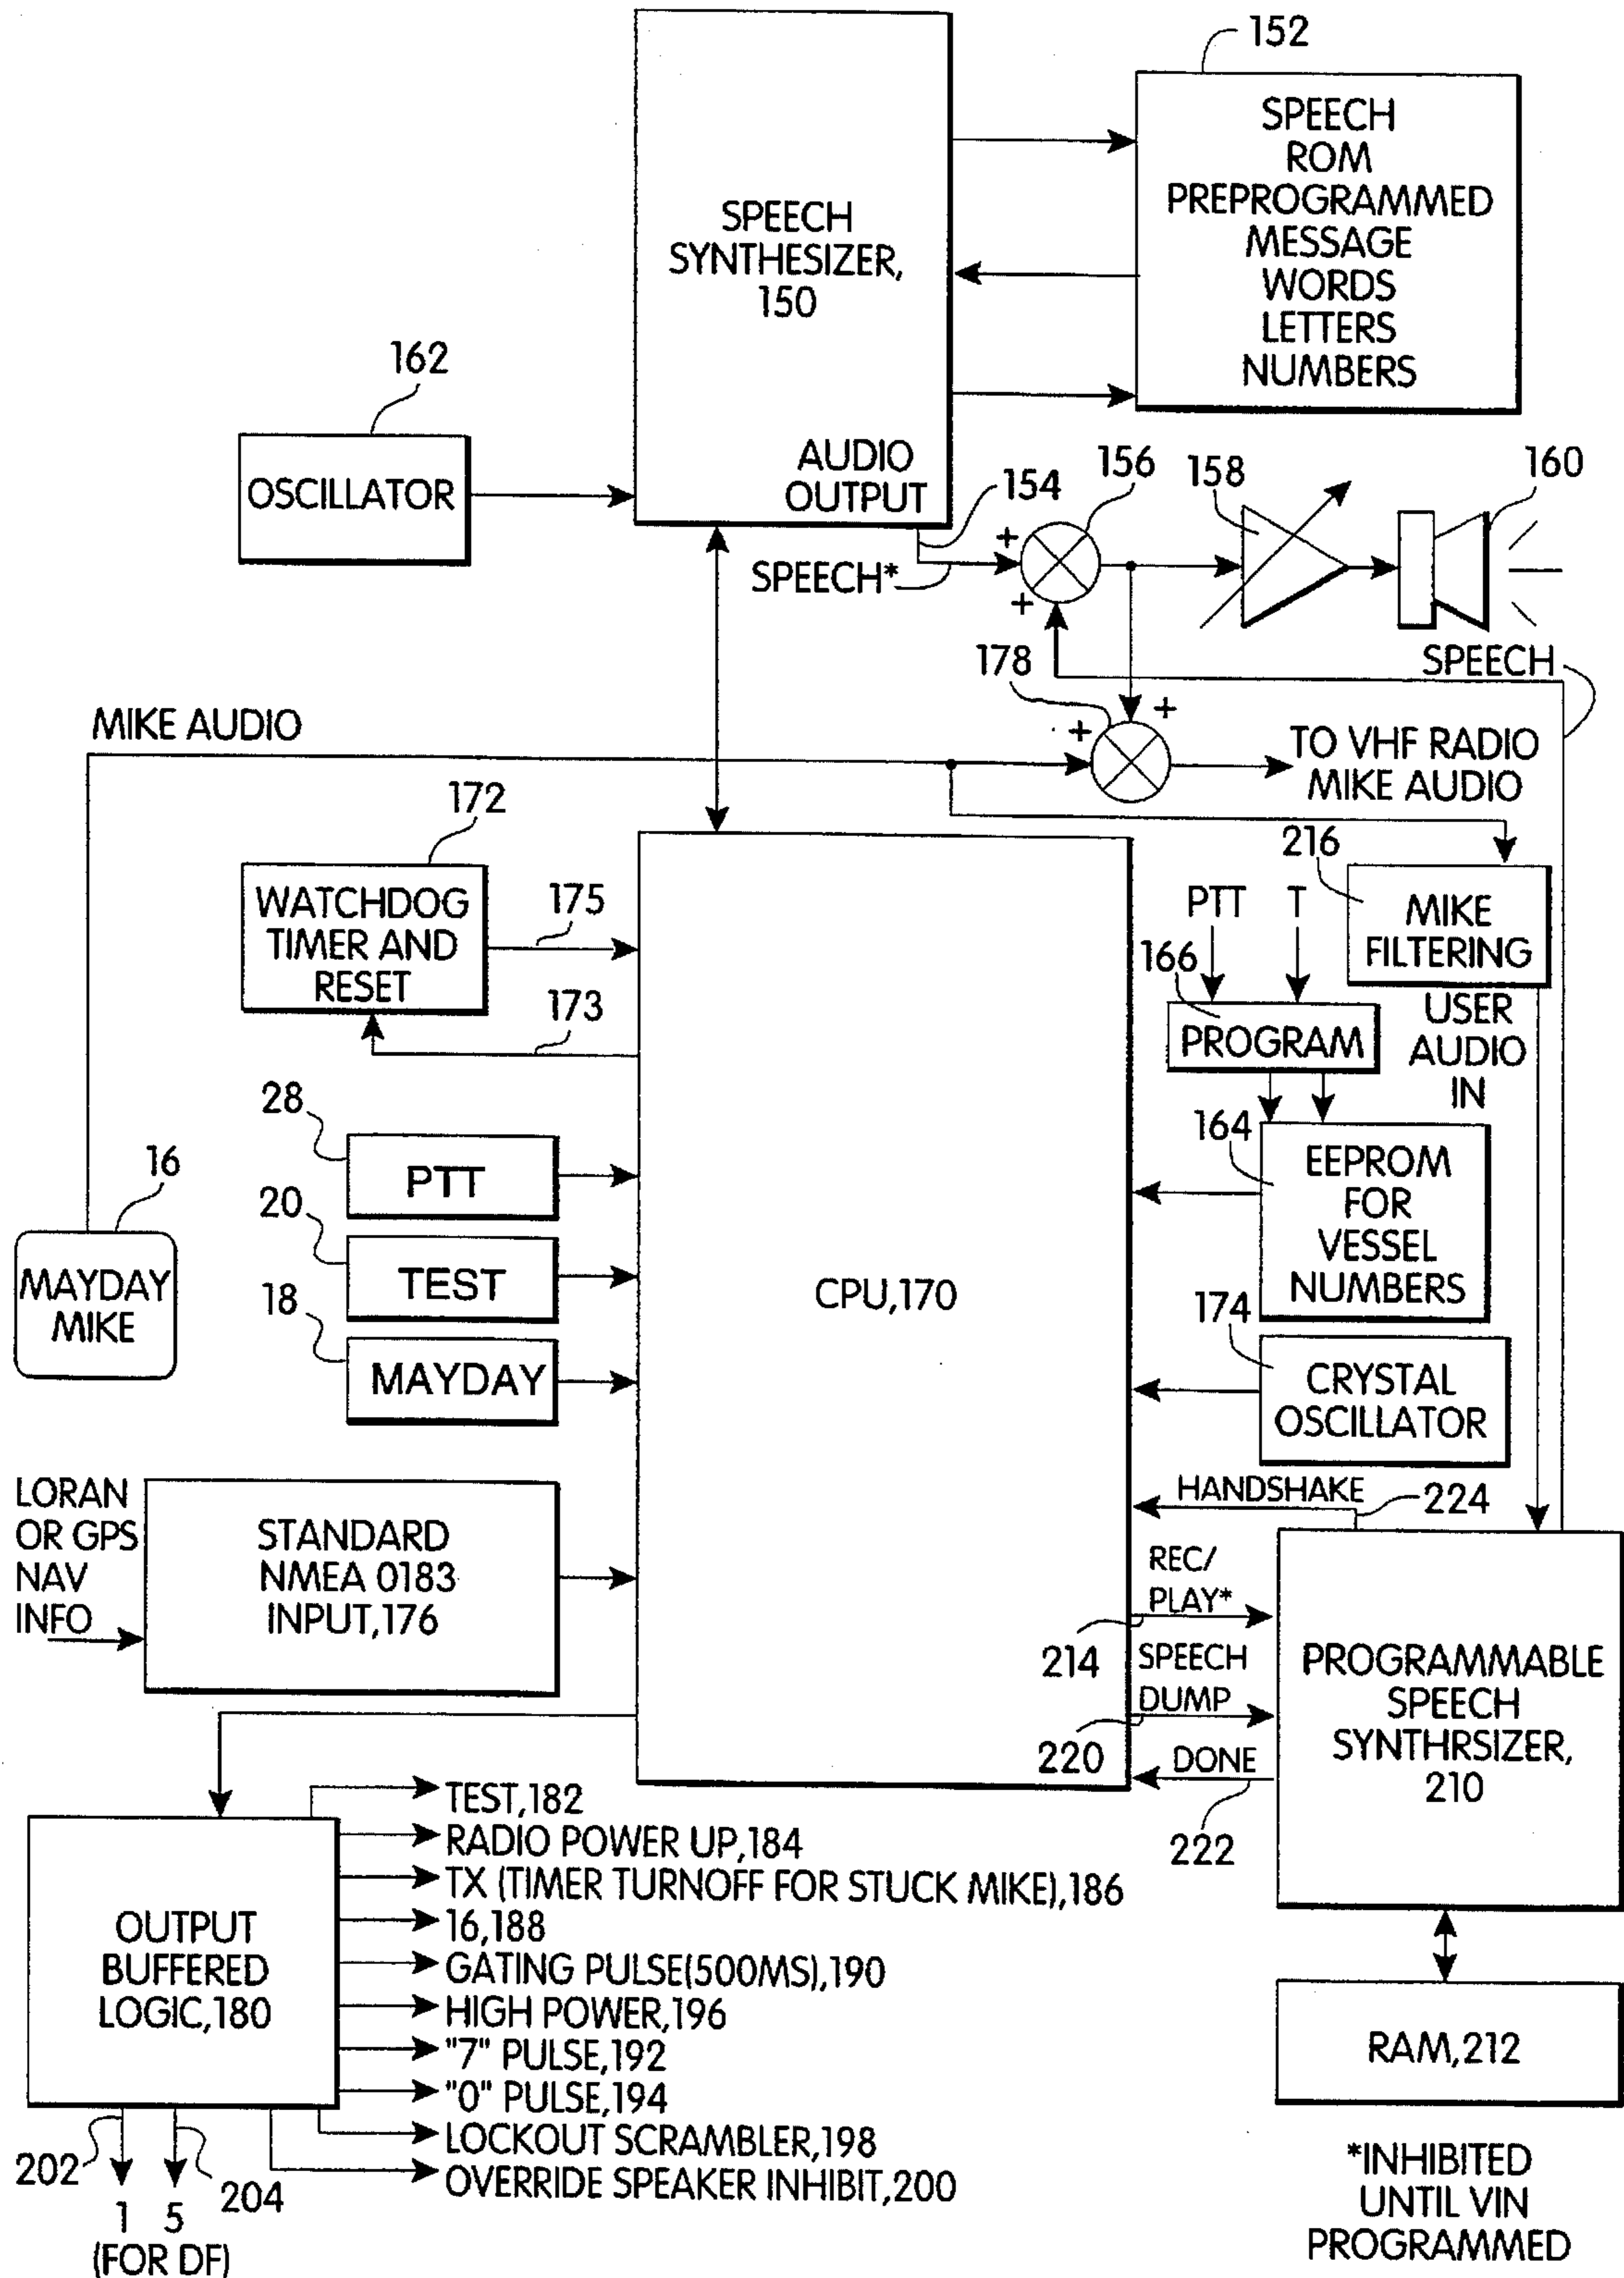 152
SPEECH
ROM
PREPROGRAMMED
MESSAGE
WORDS
LETTERS
NUMBERS
SPEECH
SYNTHESIZER,
150
162
OSCILLATOR
AUDIO
OUTPUT
154
156
158
160
+
SPEECH*
+
178
SPEECH
MIKE AUDIO
+
+
TO VHF RADIO
MIKE AUDIO
172
WATCHDOG
TIMER AND
RESET
175
173
216
MIKE
FILTERING
PTT
T
166
PROGRAM
USER
AUDIO
IN
28
PTT
20
TEST
18
MAYDAY
16
MAYDAY
MIKE
CPU,170
164
EEPROM
FOR
VESSEL
NUMBERS
174
CRYSTAL
OSCILLATOR
LORAN
OR GPS
NAV
INFO
STANDARD
NMEA 0183
INPUT,176
HANDSHAKE
224
REC/
PLAY*
214
SPEECH
DUMP
220
DONE
222
PROGRAMMABLE
SPEECH
SYNTHRSIZER,
210
RAM,212
OUTPUT
BUFFERED
LOGIC,180
TEST,182
RADIO POWER UP,184
TX (TIMER TURNOFF FOR STUCK MIKE),186
16,188
GATING PULSE(500MS),190
HIGH POWER,196
"7" PULSE,192
"0" PULSE,194
LOCKOUT SCRAMBLER,198
OVERRIDE SPEAKER INHIBIT,200
202
204
1 5
(FOR DF)
*INHIBITED
UNTIL VIN
PROGRAMMED